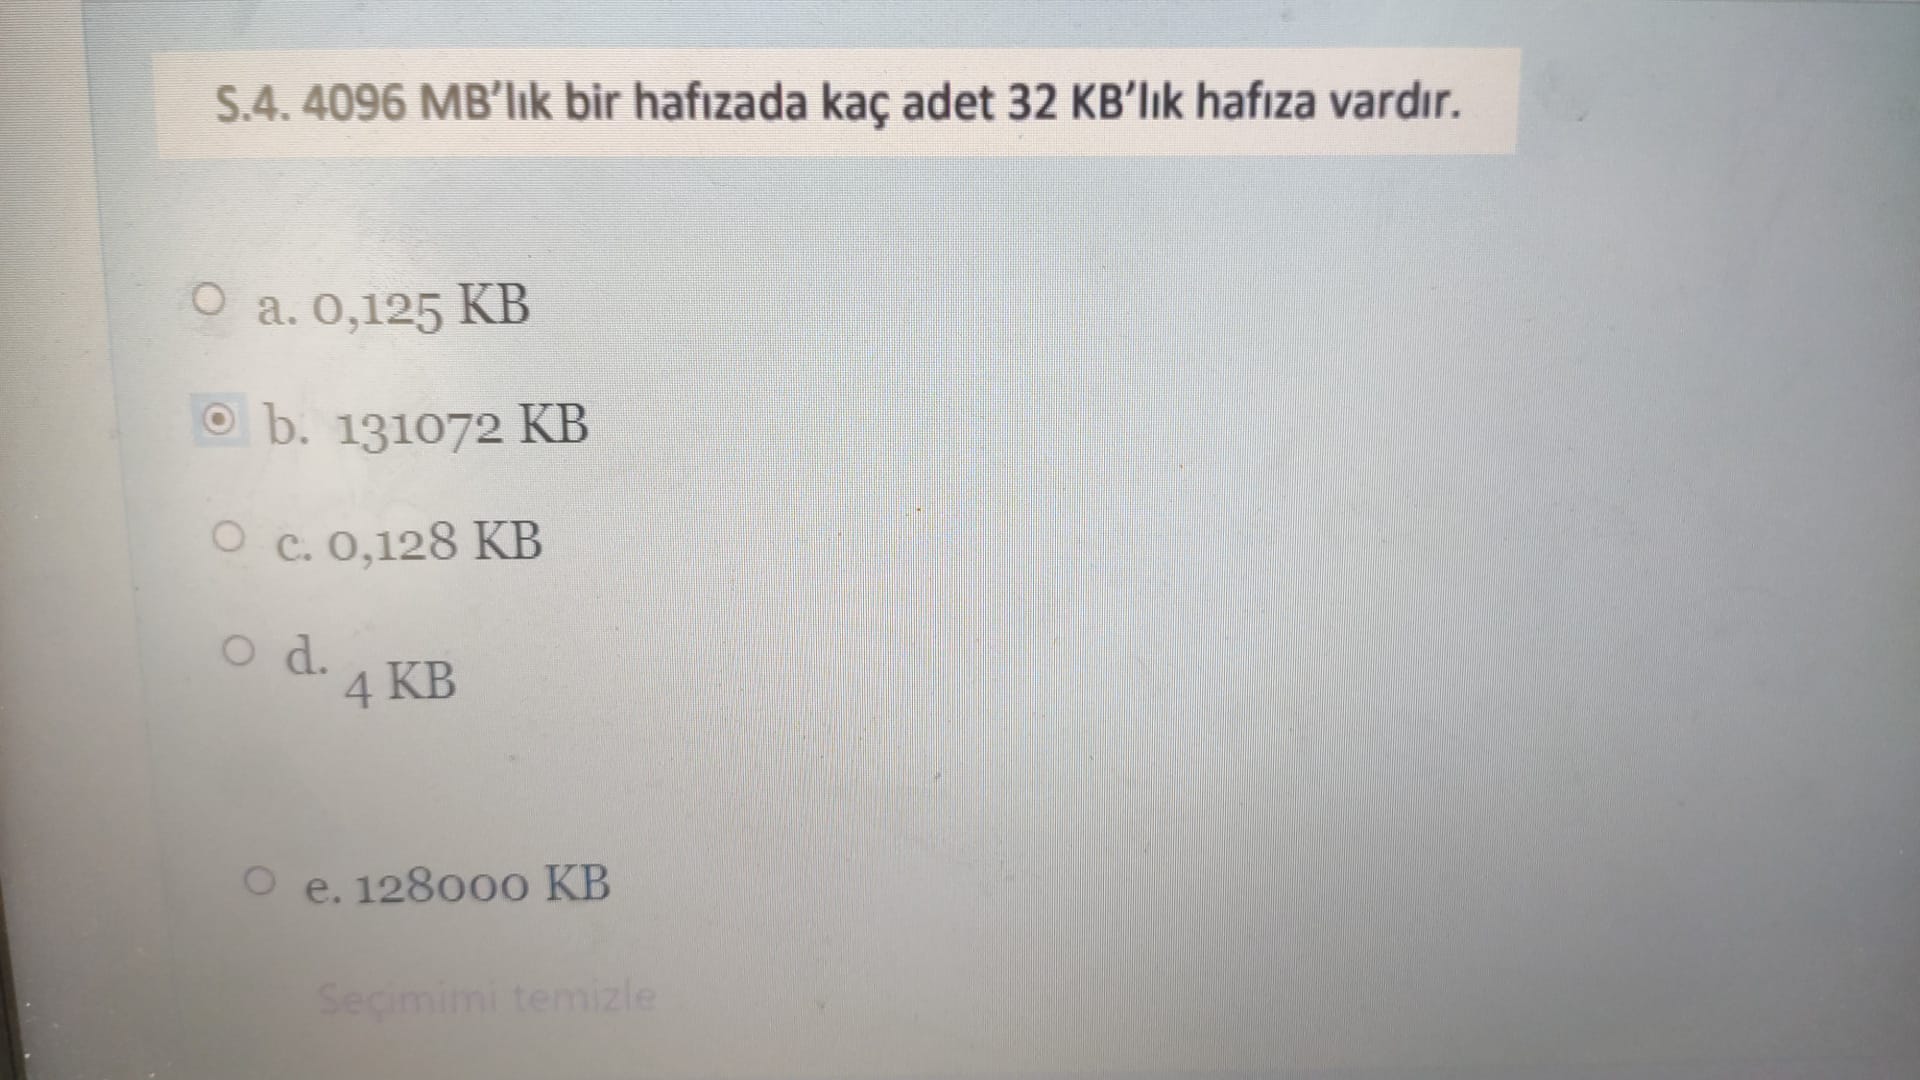 S.4. 4096 MB'lık bir hafızada kaç adet 32 KB'lık hafıza vardır.
a. 0,125 KB
b. 131072 KB
c. 0,128 KB
d. 4 KB
e. 128000 KB
Seçimimi temizle